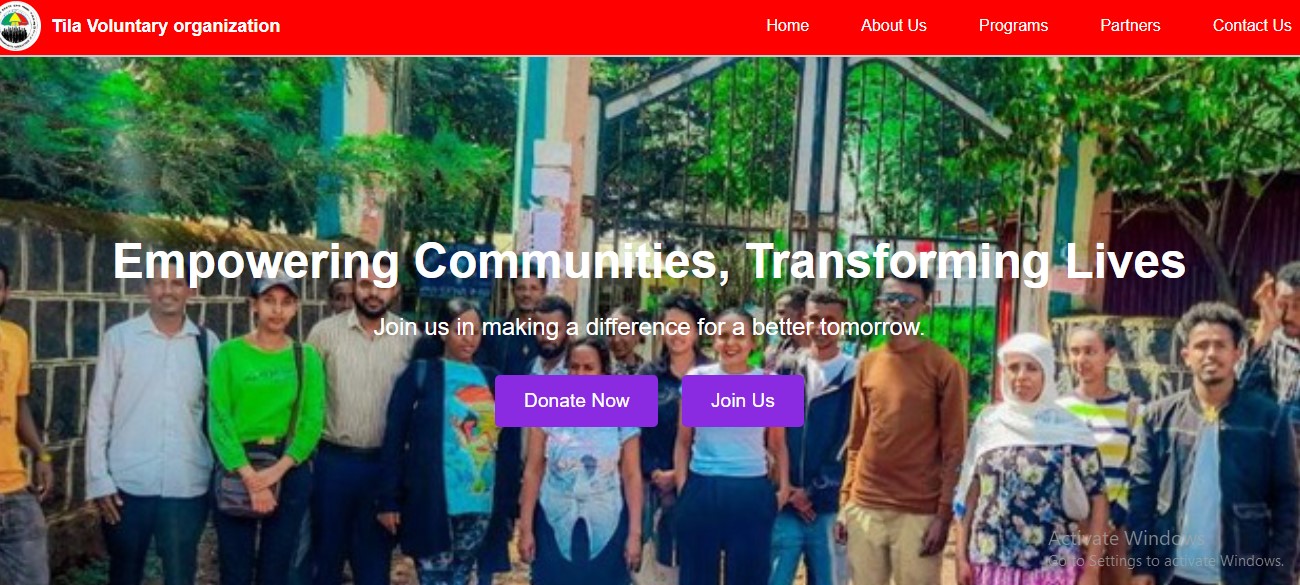 Tila Voluntary organization
Home
About Us
Programs
Partners
Contact Us
Empowering Communities, Transforming Lives
Join us in making a difference for a better tomorrow.
Donate Now
Join Us
Activate Windows
Go to Settings to activate Windows.